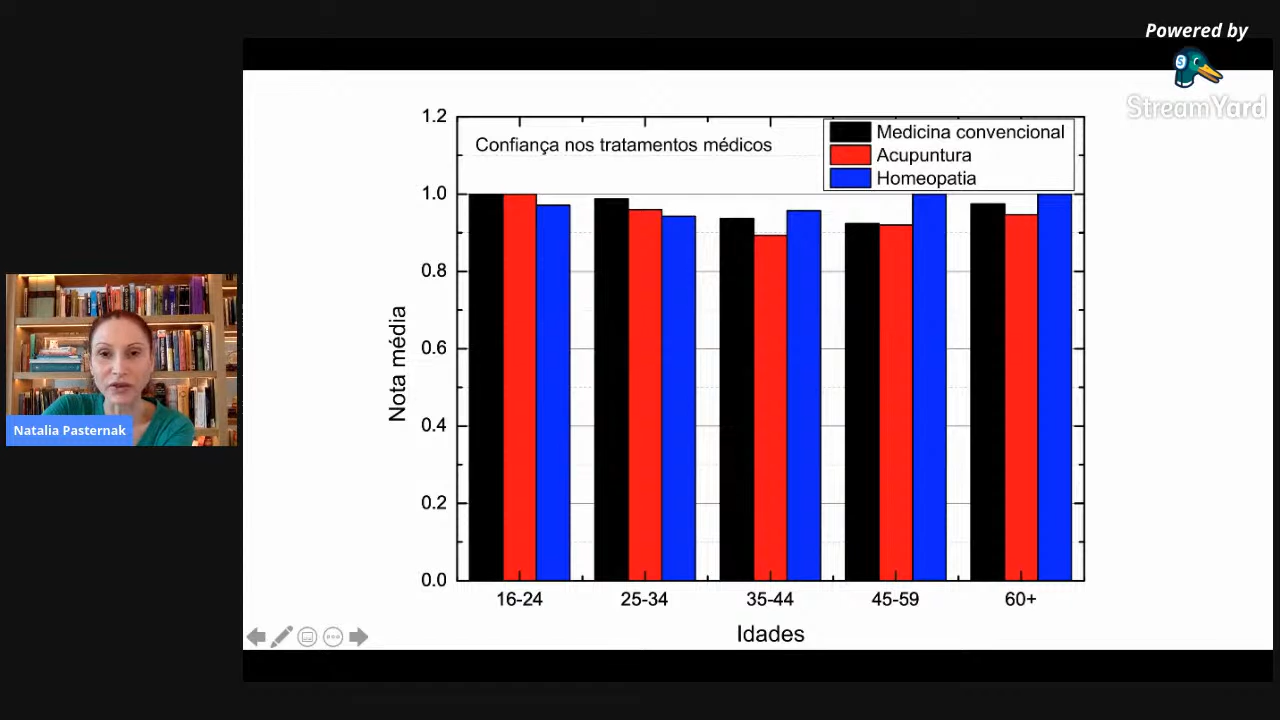 Powered by
StreamYard
Confiança nos tratamentos médicos
Medicina convencional
Acupuntura
Homeopatia
1.2
1.0
0.8
0.6
0.4
0.2
0.0
Nota média
16-24 25-34 35-44 45-59 60+
Idades
Natalia Pasternak